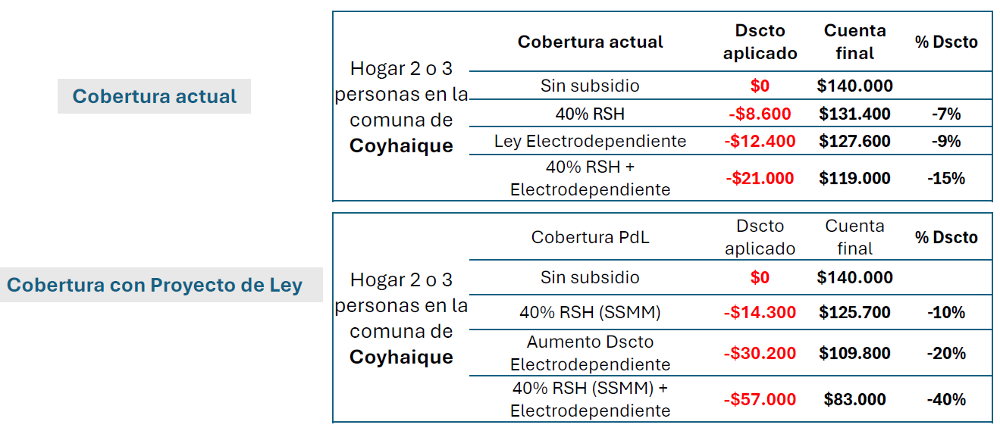 Cobertura actual
Hogar 2 o 3
personas en la
comuna de
Coyhaique
Cobertura actual
Dscto
aplicado
Cuenta
final
% Dscto
Sin subsidio $0 $140.000
40% RSH -$8.600 $131.400 -7%
Ley Electrodependiente -$12.400 $127.600 -9%
40% RSH +
Electrodependiente
-$21.000 $119.000 -15%
Cobertura con Proyecto de Ley
Hogar 2 o 3
personas en la
comuna de
Coyhaique
Cobertura PdL
Dscto
aplicado
Cuenta
final
% Dscto
Sin subsidio $0 $140.000
40% RSH (SSMM) -$14.300 $125.700 -10%
Aumento Dscto
Electrodependiente
-$30.200 $109.800 -20%
40% RSH (SSMM) +
Electrodependiente
-$57.000 $83.000 -40%